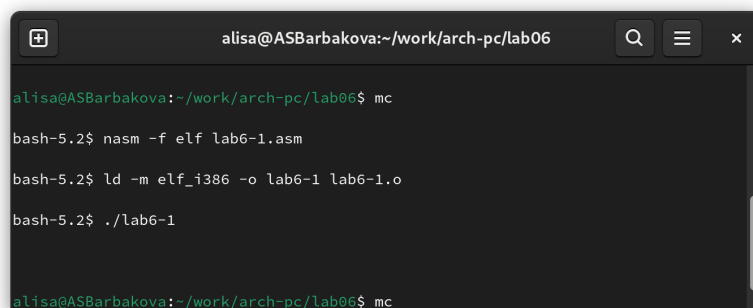 alisa@ASBarbakova:~/work/arch-pc/lab06
alisa@ASBarbakova:~/work/arch-pc/lab06$ mc
bash-5.2$ nasm -f elf lab6-1.asm
bash-5.2$ ld -m elf_i386 -o lab6-1 lab6-1.o
bash-5.2$ ./lab6-1
alisa@ASBarbakova:~/work/arch-pc/lab06$ mc